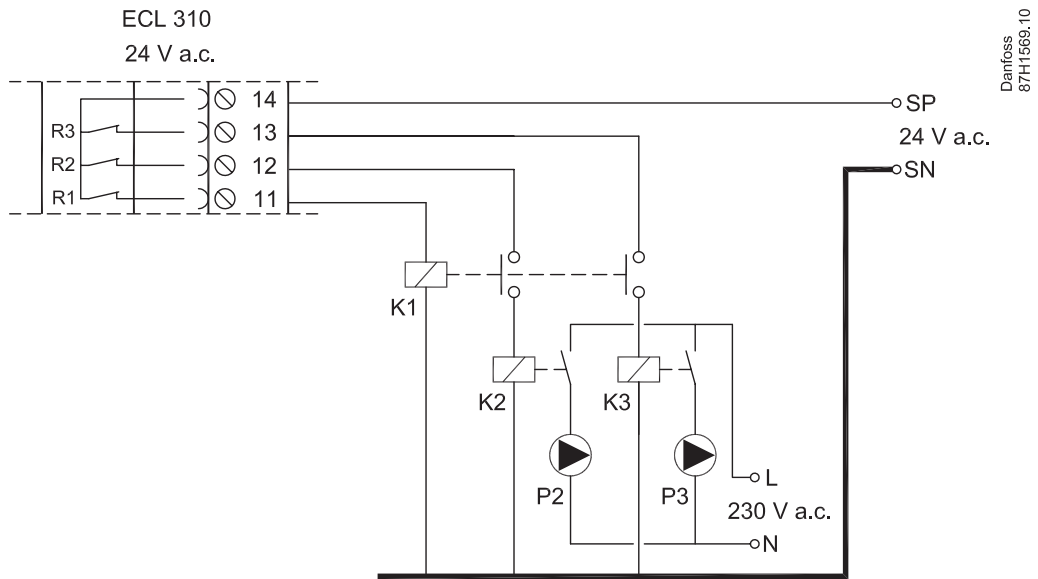 ECL 310
24 V a.c.
Danfoss
87H1569.10
14
SP
R3
13
24 V a.c.
R2
12
SN
R1
11
K1
K2
K3
P2
P3
L
230 V a.c.
N